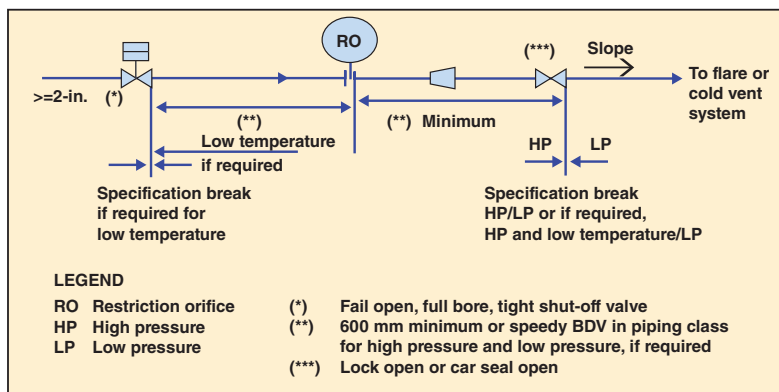 RO
(***)
Slope
To flare or
cold vent
system
>=2-in.
(*)
(**)
(**) Minimum
Low temperature
if required
HP
LP
Specification break
if required for
low temperature
Specification break
HP/LP or if required,
HP and low temperature/LP
LEGEND
RO Restriction orifice
HP High pressure
LP Low pressure
(*) Fail open, full bore, tight shut-off valve
(**) 600 mm minimum or speedy BDV in piping class
for high pressure and low pressure, if required
(***) Lock open or car seal open